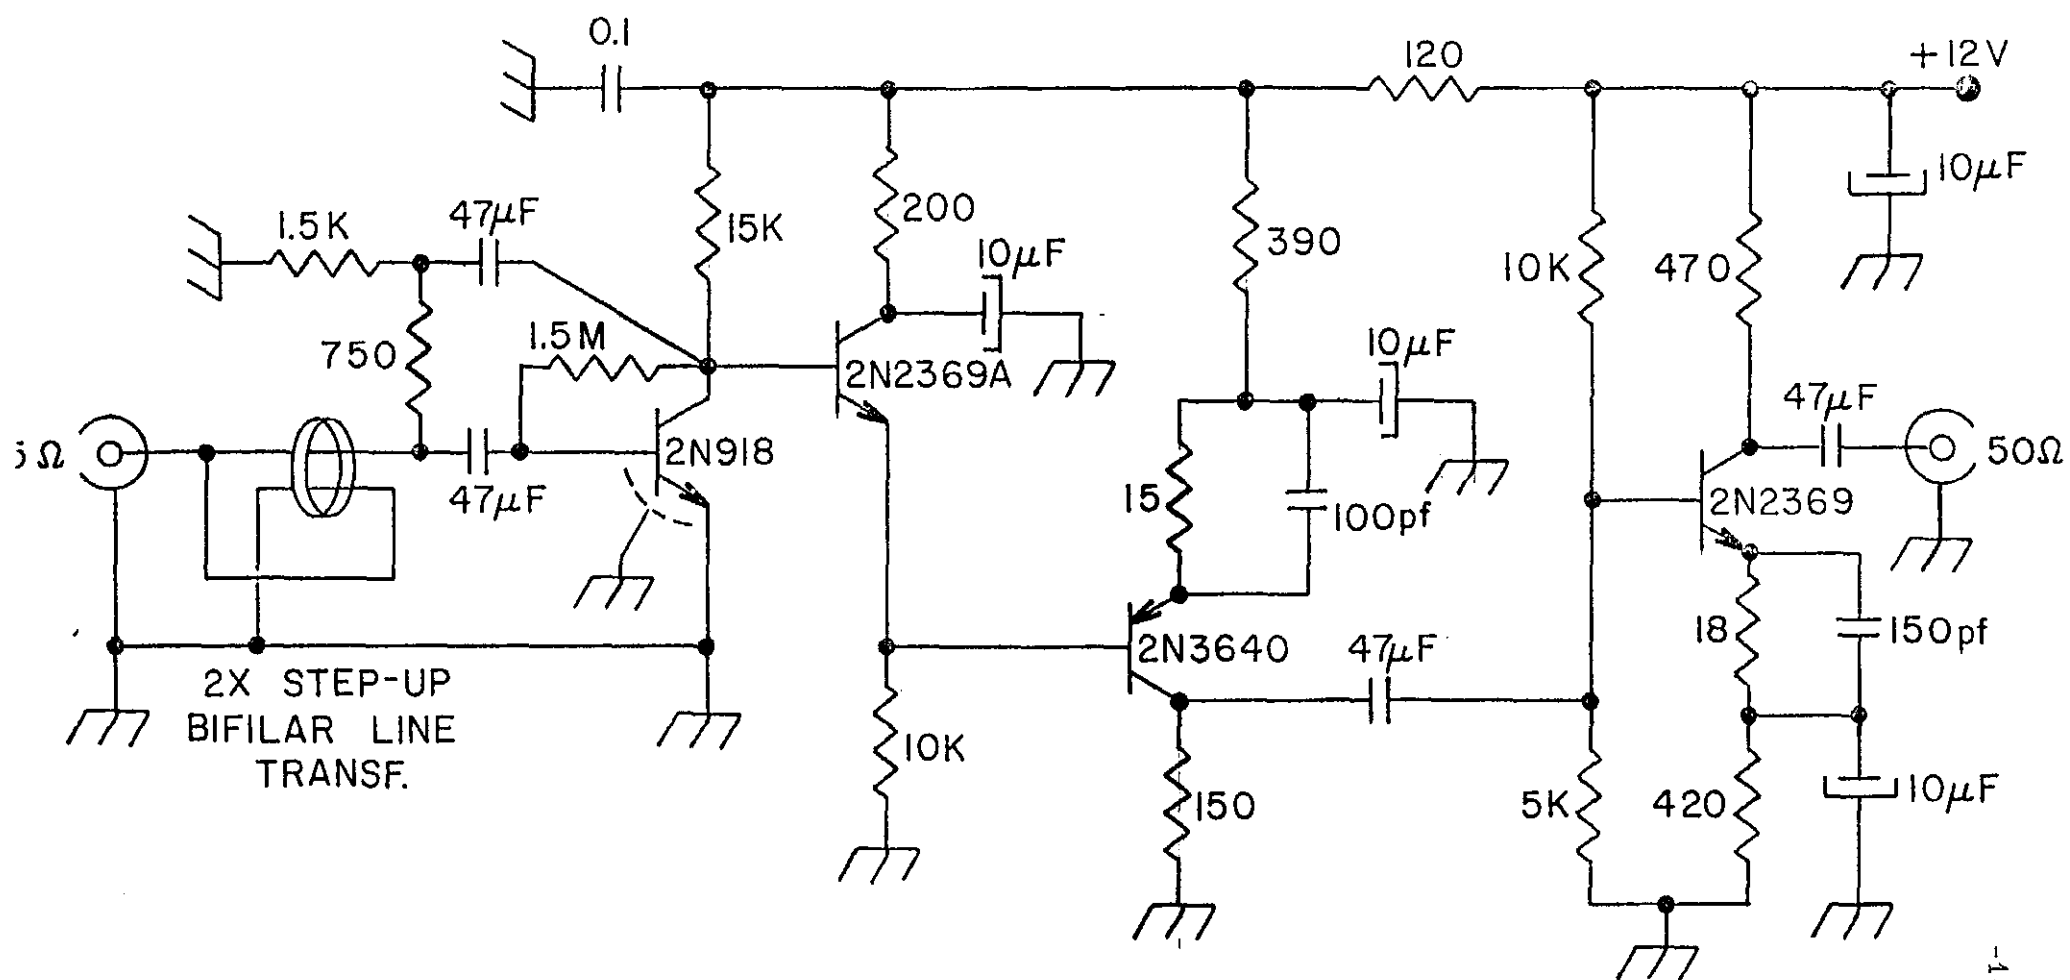 0.1
120
+12V
10μF
1.5K
47μF
15K
200
390
10K
470
10μF
750
1.5M
2N2369A
10μF
47μF
5Ω
2N918
47μF
15
100pf
2N2369
50Ω
2N3640
47μF
18
150pf
2X STEP-UP
BIFILAR LINE
TRANSF.
10K
150
5K
420
10μF
-1